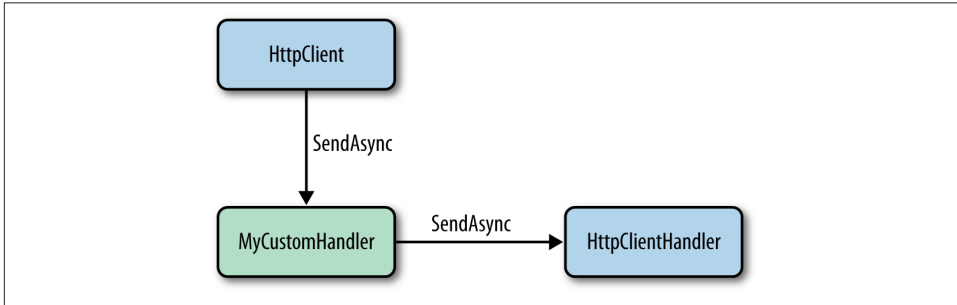 HttpClient
SendAsync
SendAsync
MyCustomHandler
HttpClientHandler